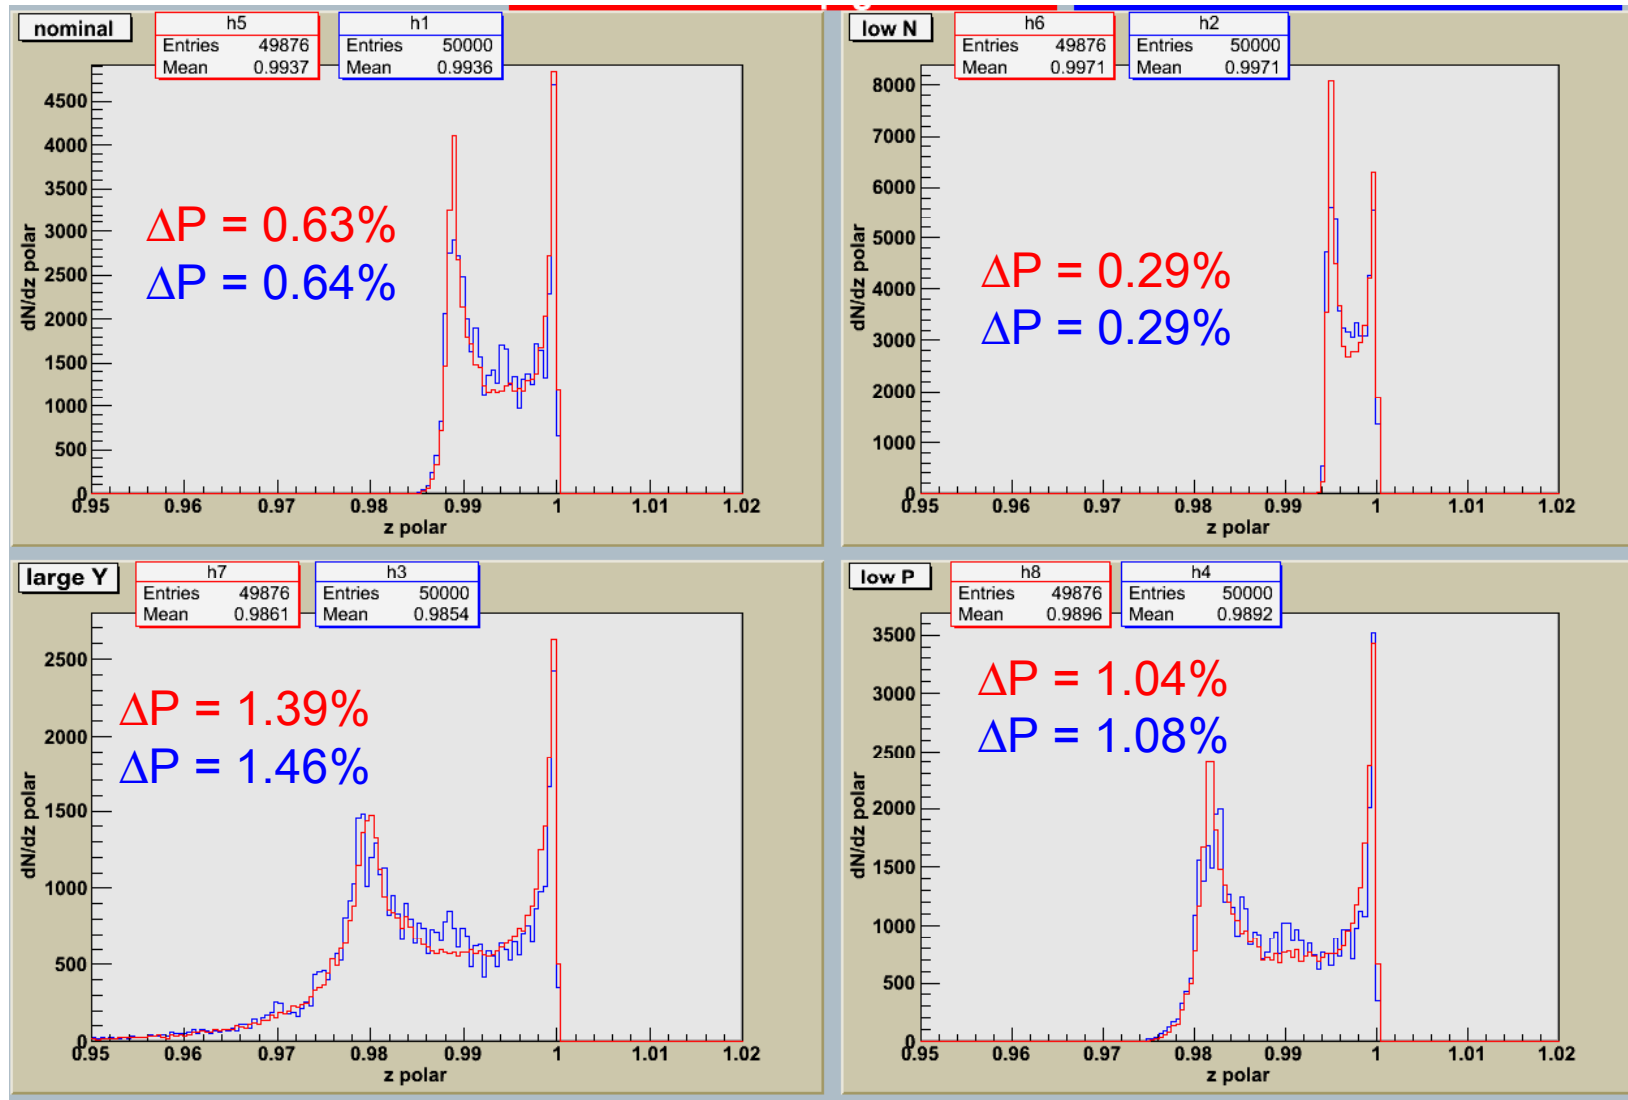 nominal
h5
Entries 49876
Mean 0.9937
h1
Entries 50000
Mean 0.9936
ΔP = 0.63%
ΔP = 0.64%
dN/dz polar
4500
4000
3500
3000
2500
2000
1500
1000
500
0
0.95 0.96 0.97 0.98 0.99 1 1.01 1.02
z polar
low N
h6
Entries 49876
Mean 0.9971
h2
Entries 50000
Mean 0.9971
ΔP = 0.29%
ΔP = 0.29%
dN/dz polar
8000
7000
6000
5000
4000
3000
2000
1000
0
0.95 0.96 0.97 0.98 0.99 1 1.01 1.02
z polar
large Y
h7
Entries 49876
Mean 0.9861
h3
Entries 50000
Mean 0.9854
ΔP = 1.39%
ΔP = 1.46%
dN/dz polar
2500
2000
1500
1000
500
0
0.95 0.96 0.97 0.98 0.99 1 1.01 1.02
z polar
low P
h8
Entries 49876
Mean 0.9896
h4
Entries 50000
Mean 0.9892
ΔP = 1.04%
ΔP = 1.08%
dN/dz polar
3500
3000
2500
2000
1500
1000
500
0
0.95 0.96 0.97 0.98 0.99 1 1.01 1.02
z polar